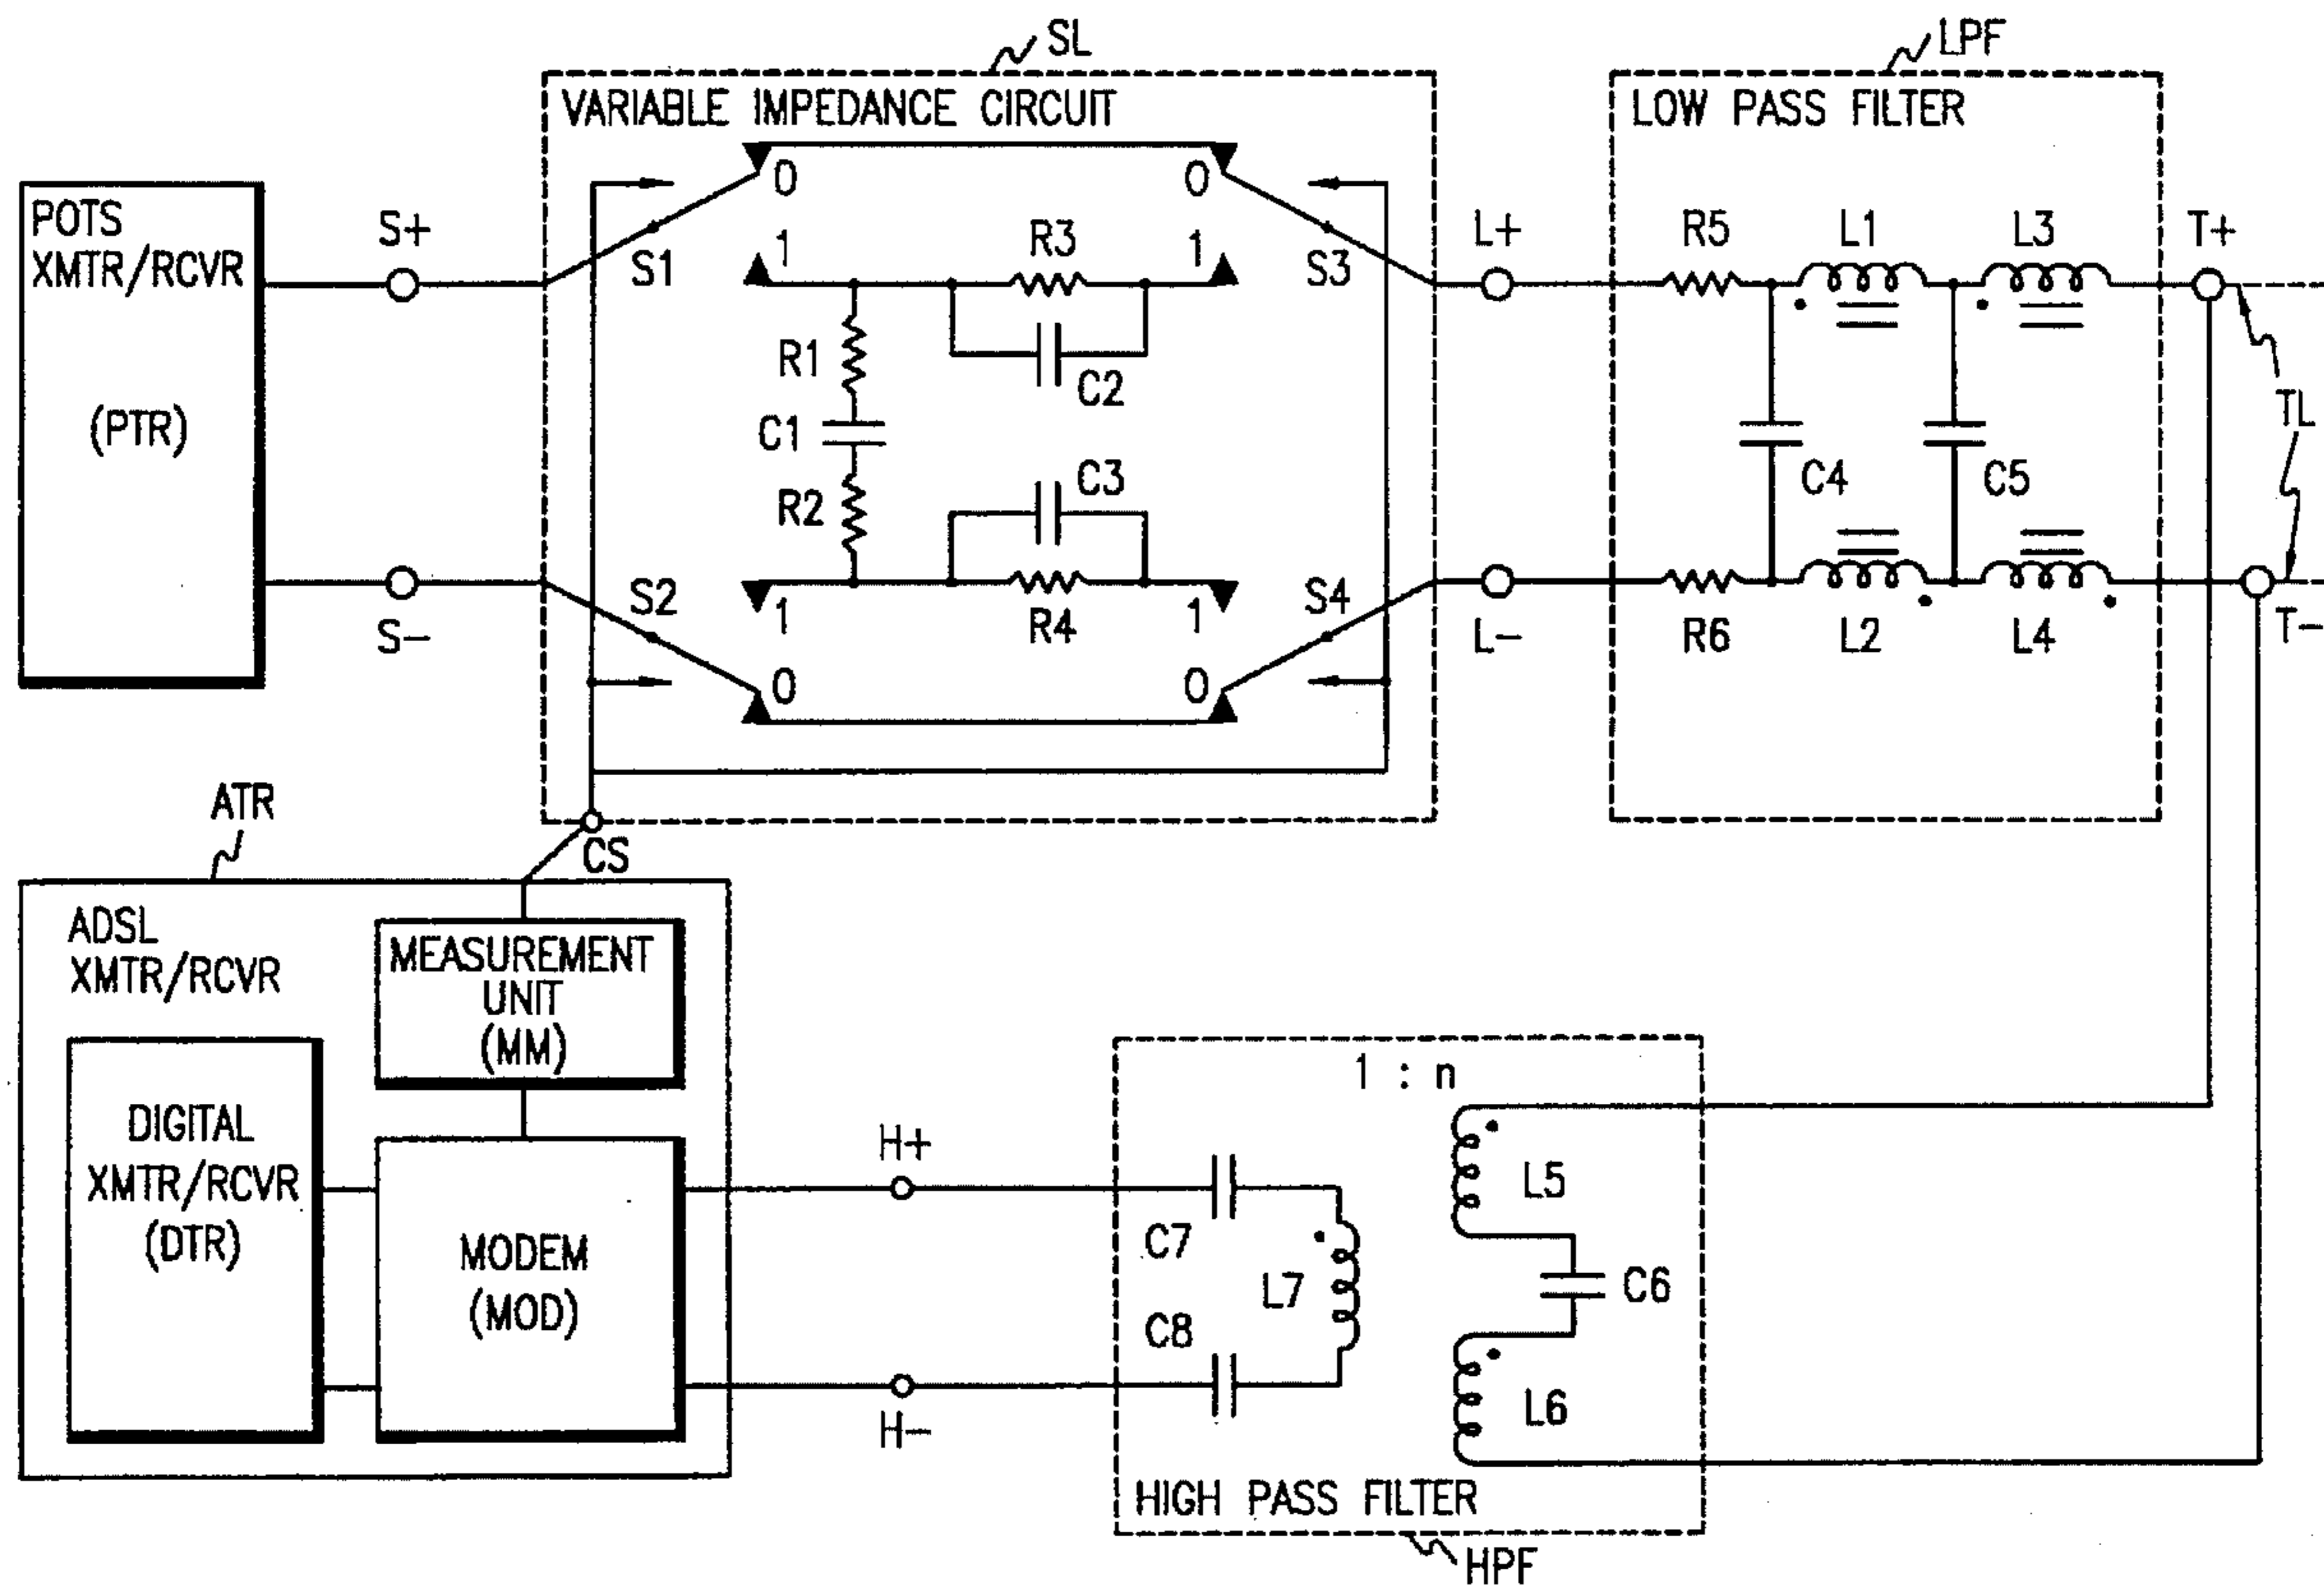 SL
LPF
VARIABLE IMPEDANCE CIRCUIT
LOW PASS FILTER
POTS
XMTR/RCVR
(PTR)
S+
S-
0
0
1
1
S1
S3
R3
C2
R1
C1
R2
C3
R4
S2
S4
1
1
0
0
L+
L-
R5
L1
L3
T+
C4
C5
TL
R6
L2
L4
T-
CS
ATR
ADSL
XMTR/RCVR
MEASUREMENT
UNIT
(MM)
DIGITAL
XMTR/RCVR
(DTR)
MODEM
(MOD)
H+
H-
1 : n
C7
L7
C8
L5
C6
L6
HIGH PASS FILTER
HPF